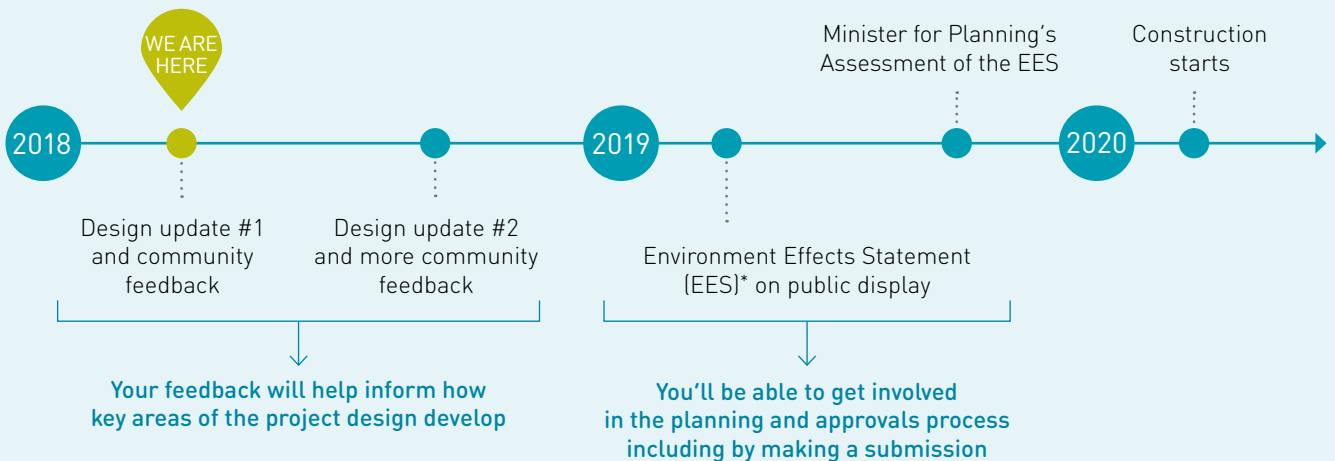 WE ARE
HERE
Minister for Planning's
Assessment of the EES
Construction
starts
2018
2019
2020
Design update #1
and community
feedback
Design update #2
and more community
feedback
Environment Effects Statement
(EES)* on public display
Your feedback will help inform how
key areas of the project design develop
You'll be able to get involved
in the planning and approvals process
including by making a submission